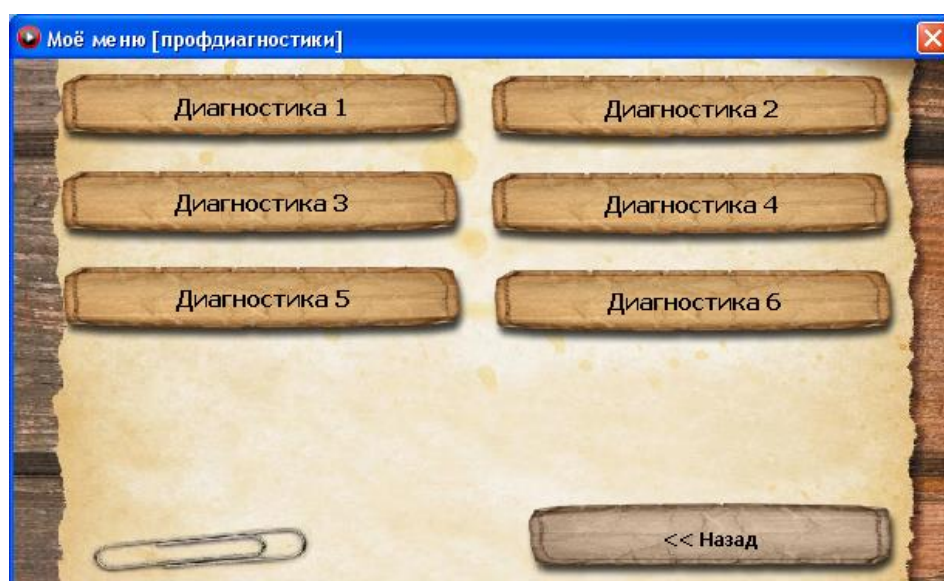 Моё меню [профдиагностики]
Диагностика 1
Диагностика 2
Диагностика 3
Диагностика 4
Диагностика 5
Диагностика 6
<< Назад